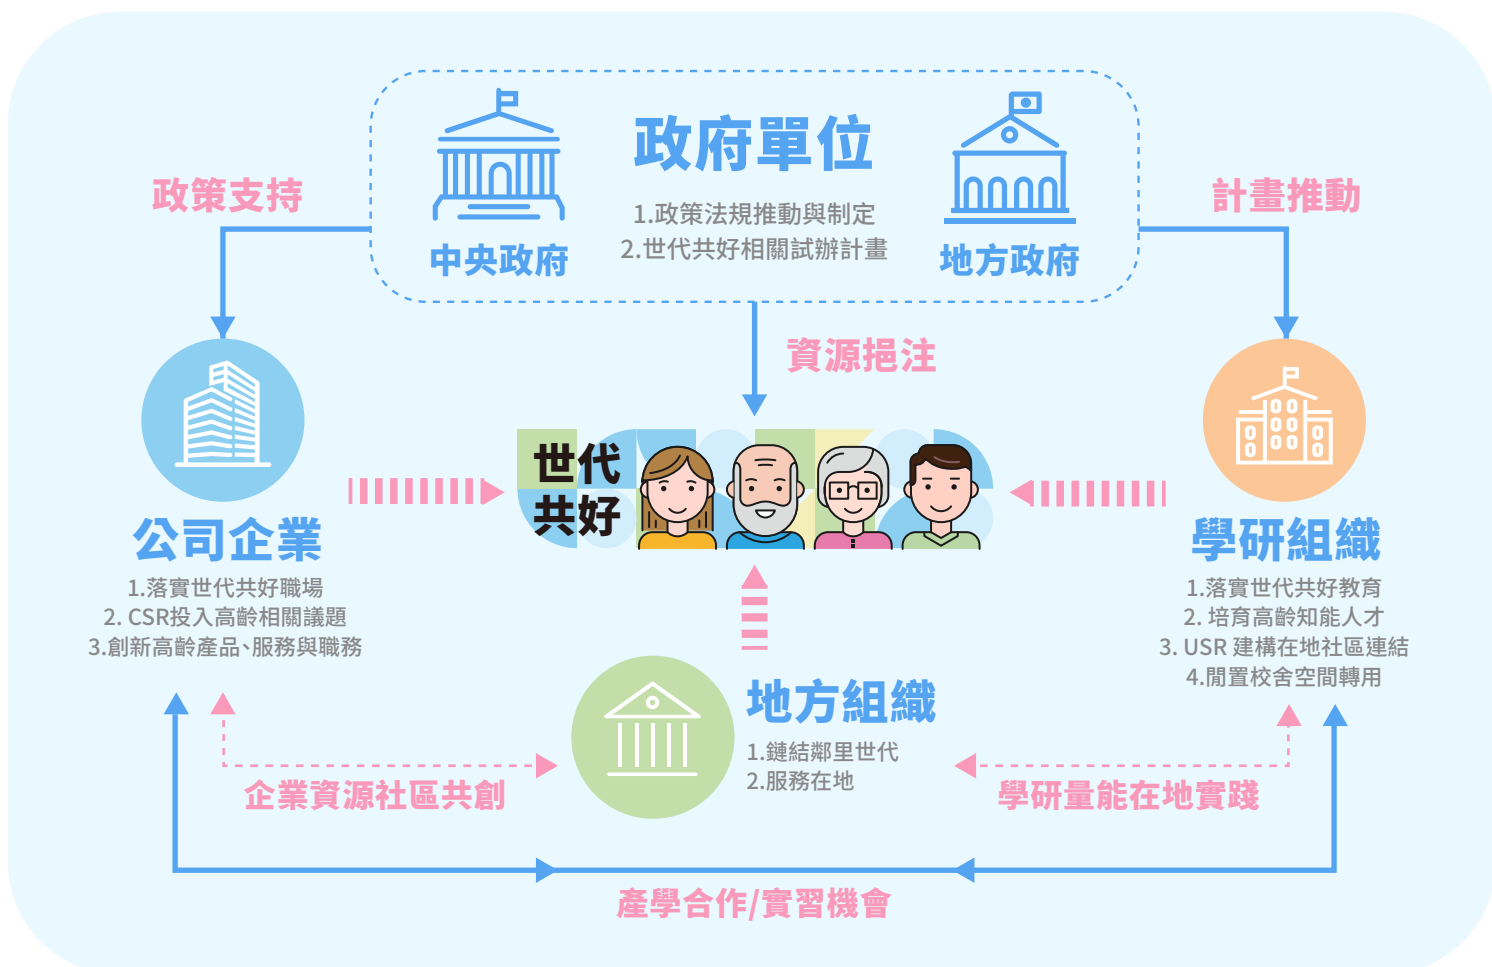 政府單位
1.政策法規推動與制定
2.世代共好相關試辦計畫
中央政府
地方政府
政策支持
計畫推動
資源挹注
世代
共好
公司企業
1.落實世代共好職場
2. CSR投入高齡相關議題
3.創新高齡產品、服務與職務
學研組織
1.落實世代共好教育
2. 培育高齡知能人才
3. USR 建構在地社區連結
4.閒置校舍空間轉用
地方組織
1.鏈結鄰里世代
2.服務在地
企業資源社區共創
學研量能在地實踐
產學合作/實習機會